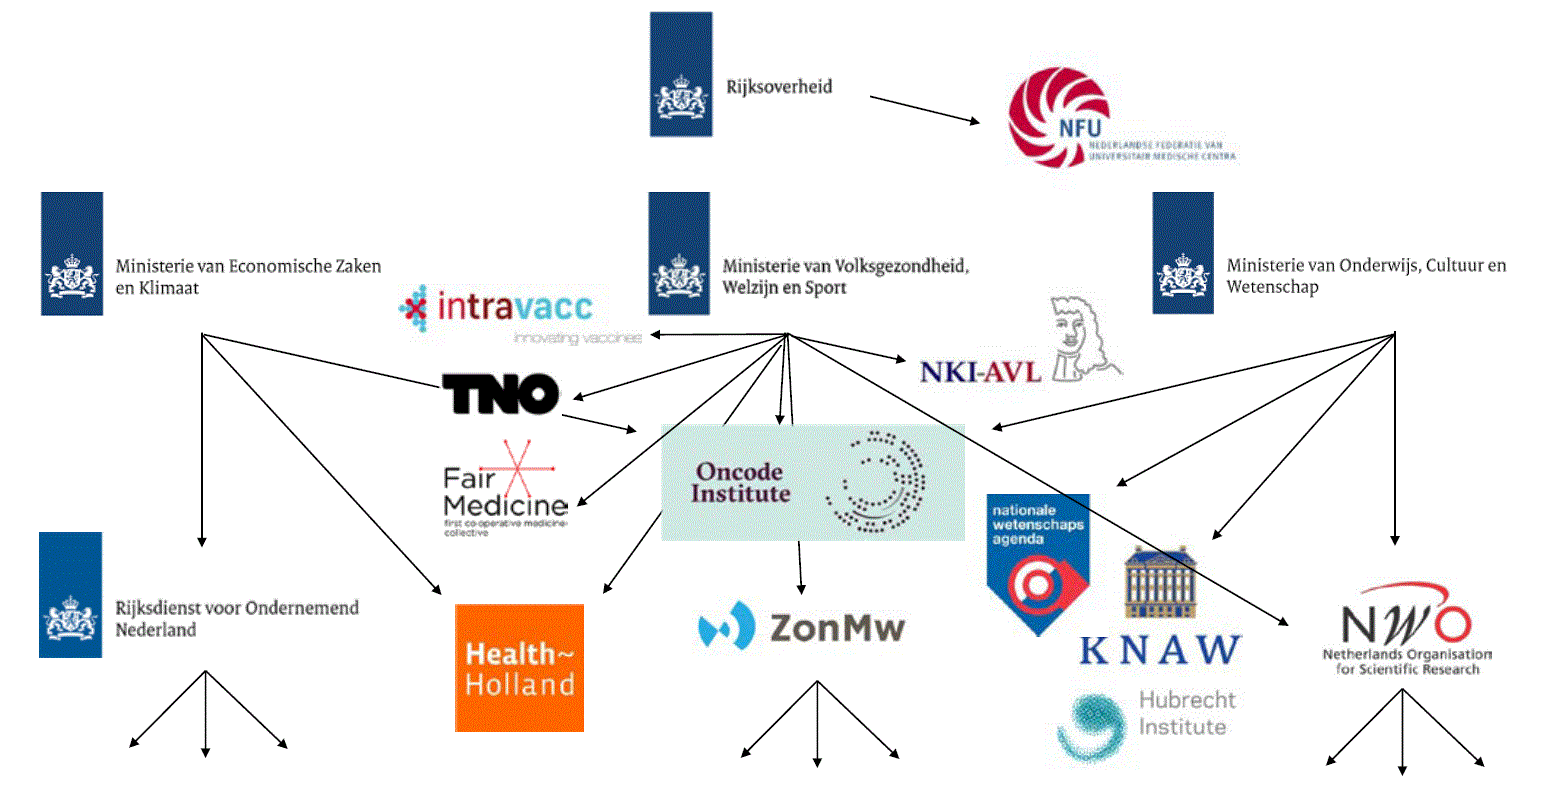 Rijksoverheid
NFU
NEDERLANDSE FEDERATIE VAN
UNIVERSITAIR MEDISCHE CENTRA
Ministerie van Economische Zaken
en Klimaat
intravacc
innovating vaccines
Ministerie van Volksgezondheid,
Welzijn en Sport
NKI-AVL
Ministerie van Onderwijs, Cultuur en
Wetenschap
TNO
Fair
Medicine
first co-operative medicine-
collective
Oncode
Institute
nationale
wetenschaps
agenda
Rijksdienst voor Ondernemend
Nederland
Health~
Holland
ZonMw
KNAW
Hubrecht
Institute
NWO
Netherlands Organisation
for Scientific Research